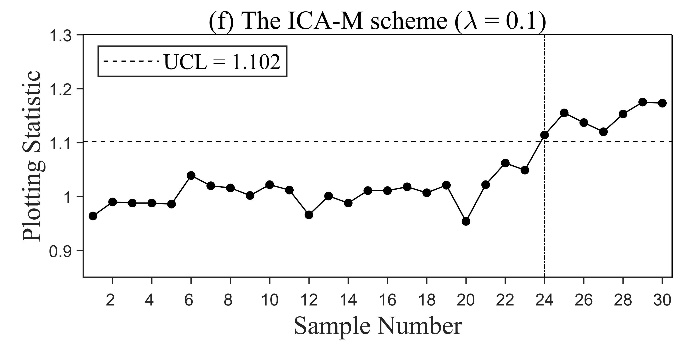 (f) The ICA-M scheme (λ = 0.1)
UCL = 1.102
Plotting Statistic
1.3
1.2
1.1
1
0.9
2 4 6 8 10 12 14 16 18 20 22 24 26 28 30
Sample Number